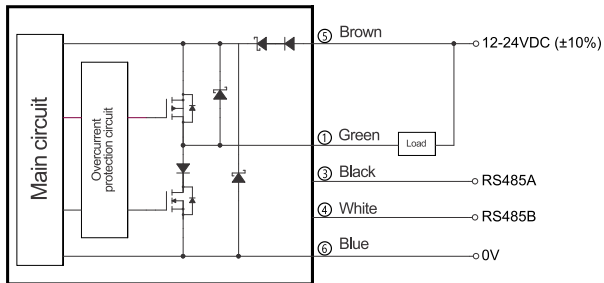 Main circuit
Overcurrent
protection circuit
⑤ Brown
12-24VDC (±10%)
① Green
Load
③ Black
RS485A
④ White
RS485B
⑥ Blue
0V